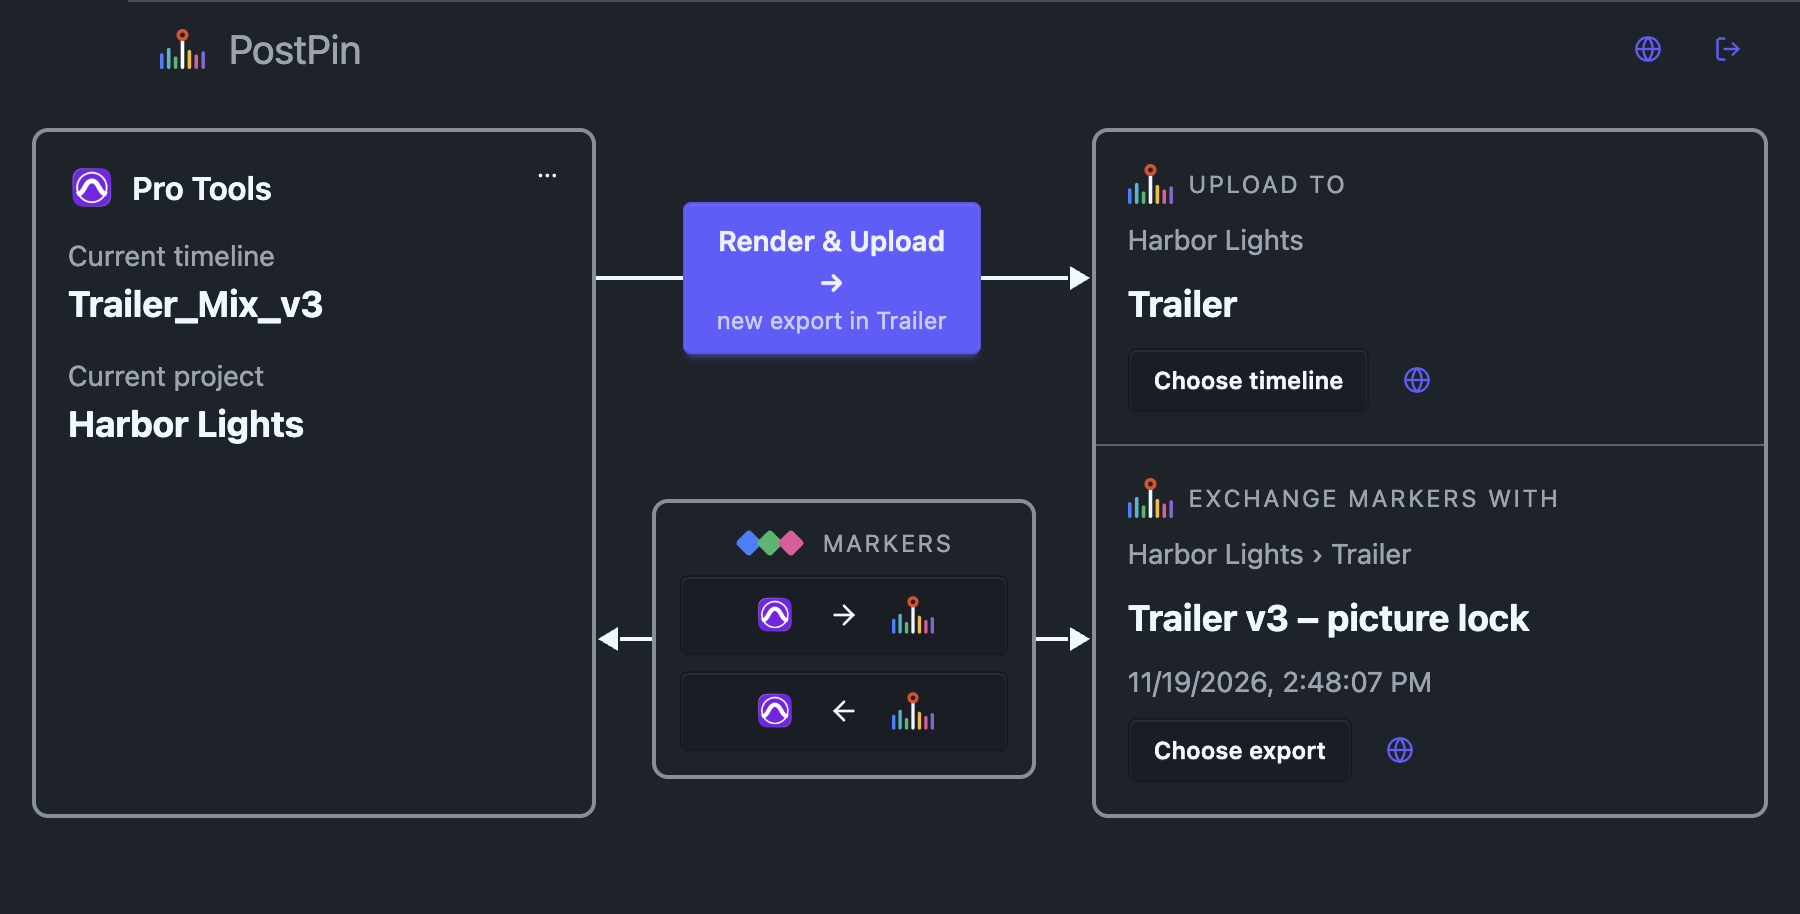 PostPin
Pro Tools
...
Current timeline
Trailer_Mix_v3
Current project
Harbor Lights
Render & Upload
→
new export in Trailer
MARKERS
→
←
UPLOAD TO
Harbor Lights
Trailer
Choose timeline
EXCHANGE MARKERS WITH
Harbor Lights › Trailer
Trailer v3 – picture lock
11/19/2026, 2:48:07 PM
Choose export